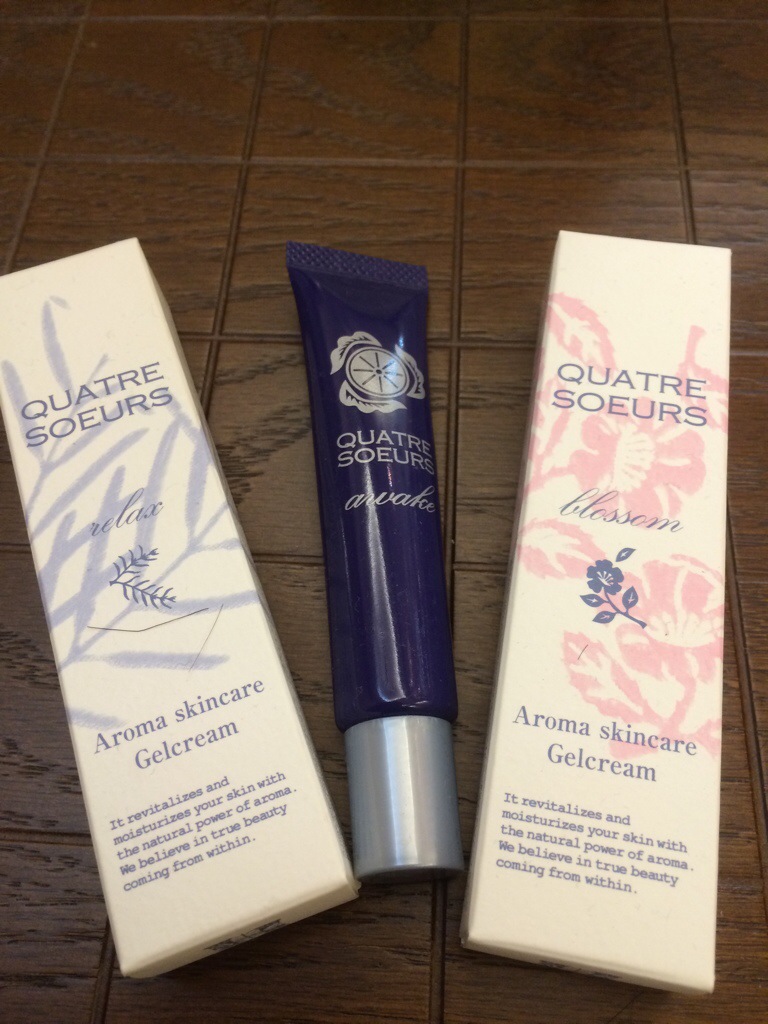 QUATRE
SOEURS
relax
Aroma skincare
Gelcream
It revitalizes and
moisturizes your skin with
the natural power of aroma.
We believe in true beauty
coming from within.
QUATRE
SOEURS
awake
QUATRE
SOEURS
blossom
Aroma skincare
Gelcream
It revitalizes and
moisturizes your skin with
the natural power of aroma.
We believe in true beauty
coming from within.